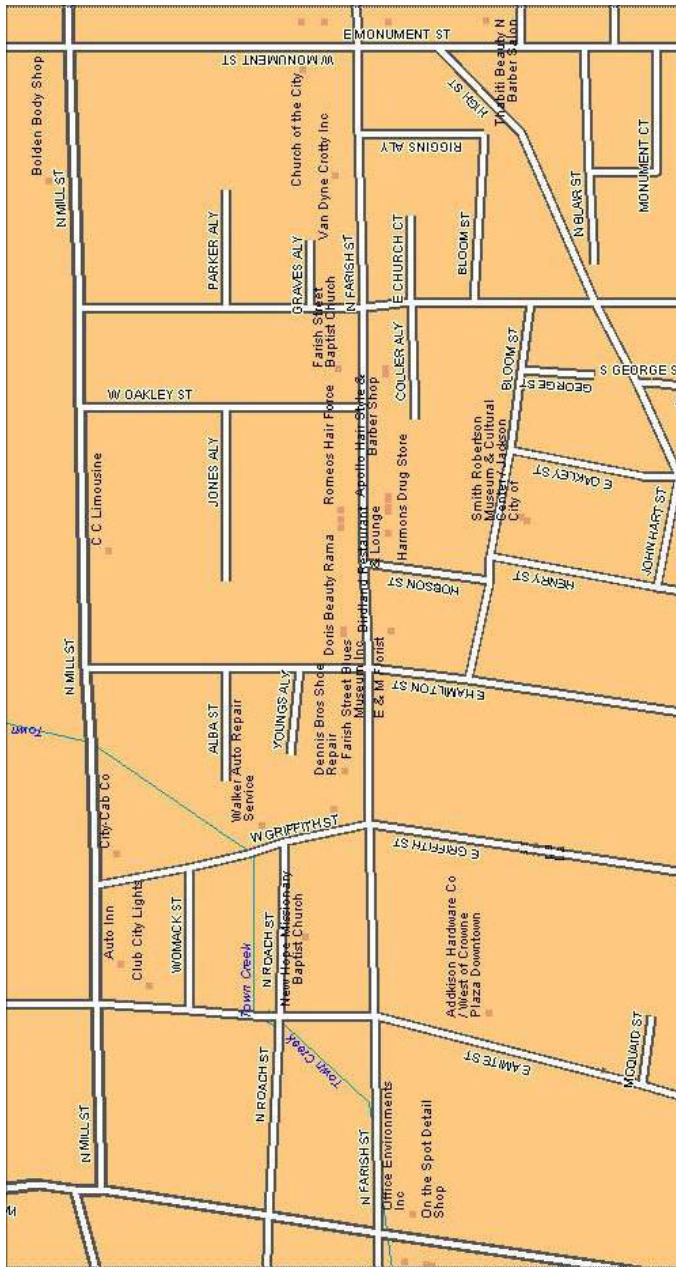 E MONUMENT ST
W MONUMENT ST
N MILL ST
Bolden Body Shop
Church of the City
Van Dyne Crotty Inc
HIGH ST
Thabiti Beauty N
Barber Salon
RIGGINS ALY
MONUMENT CT
N BLAIR ST
PARKER ALY
GRAVES ALY
N FARISH ST
E CHURCH CT
BLOOM ST
Farish Street
Baptist Church
COLLIER ALY
BLOOM ST
GEORGE ST
S GEORGE S
W OAKLEY ST
JONES ALY
Romeos Hair Force
Apollo Hair Store &
Barber Shop
Harmons Drug Store
Smith Robertson
Museum & Cultural
Center / Jackson
City of
E OAKLEY ST
JOHN HART ST
C C Limousine
Doris Beauty Rama
Birdland Restaurant
& Lounge
HOBSON ST
HENRY ST
N MILL ST
ALBA ST
YOUNGS ALY
Dennis Bros Shoe
Repair
Farish Street Blues
Museum Inc
E & M Florist
E HAMILTON ST
Town
Walker Auto Repair
Service
City-Cab Co
W GRIFFITH ST
E GRIFFITH ST
Auto Inn
Club City Lights
WOMACK ST
Town Creek
N ROACH ST
New Hope Missionary
Baptist Church
Addkison Hardware Co
/ West of Crowne
Plaza Downtown
Town Creek
E AMITE ST
MCQUAID ST
N MILL ST
N ROACH ST
N FARISH ST
Office Environments
Inc
On the Spot Detail
Shop